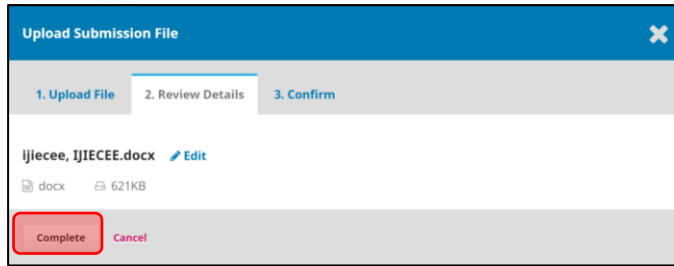 Upload Submission File
1. Upload File 2. Review Details 3. Confirm
ijiecee, IJIECEE.docx Edit
docx 621KB
Complete Cancel